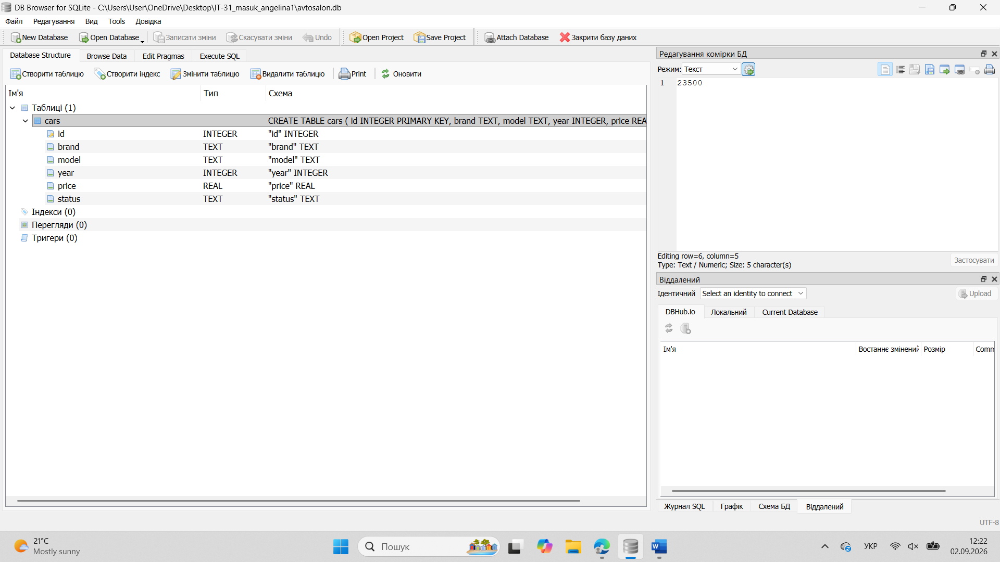 DB Browser for SQLite - C:\Users\User\OneDrive\Desktop\IT-31_masuk_angelina1\avtosalon.db
Файл Редагування Вид Tools Довідка
New Database Open Database Записати зміни Скасувати зміни Undo Open Project Save Project Attach Database Закрити базу даних
Database Structure Browse Data Edit Pragmas Execute SQL
Створити таблицю Створити індекс Змінити таблицю Видалити таблицю Print Оновити
Ім'я Тип Схема
Таблиці (1)
cars CREATE TABLE cars ( id INTEGER PRIMARY KEY, brand TEXT, model TEXT, year INTEGER, price REA
id INTEGER "id" INTEGER
brand TEXT "brand" TEXT
model TEXT "model" TEXT
year INTEGER "year" INTEGER
price REAL "price" REAL
status TEXT "status" TEXT
Індекси (0)
Перегляди (0)
Тригери (0)
Редагування комірки БД
Режим: Текст
1 23500
Editing row=6, column=5
Type: Text / Numeric; Size: 5 character(s)
Застосувати
Віддалений
Ідентичний Select an identity to connect Upload
DBHub.io Локальний Current Database
Ім'я Востаннє змінений Розмір Comm
Журнал SQL Графік Схема БД Віддалений
UTF-8
21°C
Mostly sunny
Пошук
УКР
12:22
02.09.2026